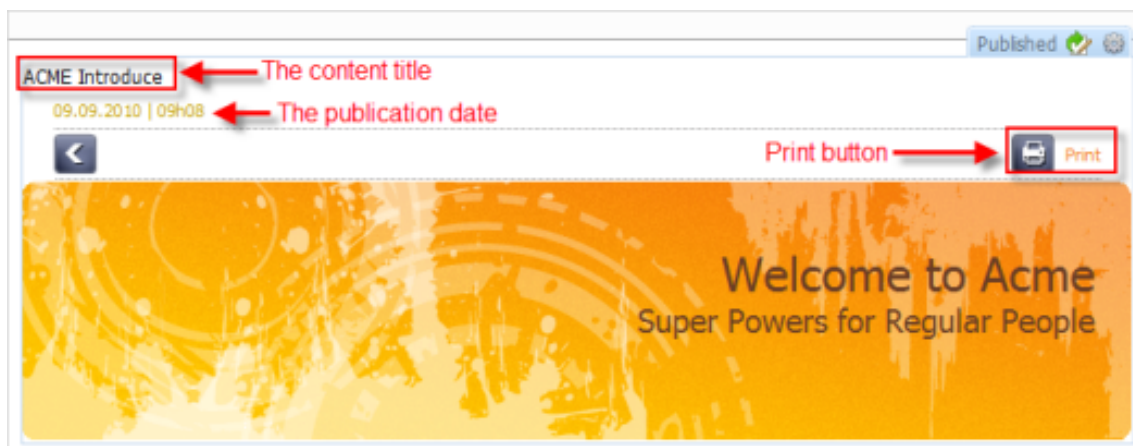 Published
ACME Introduce The content title
09.09.2010 | 09h08 The publication date
Print button Print
Welcome to Acme
Super Powers for Regular People